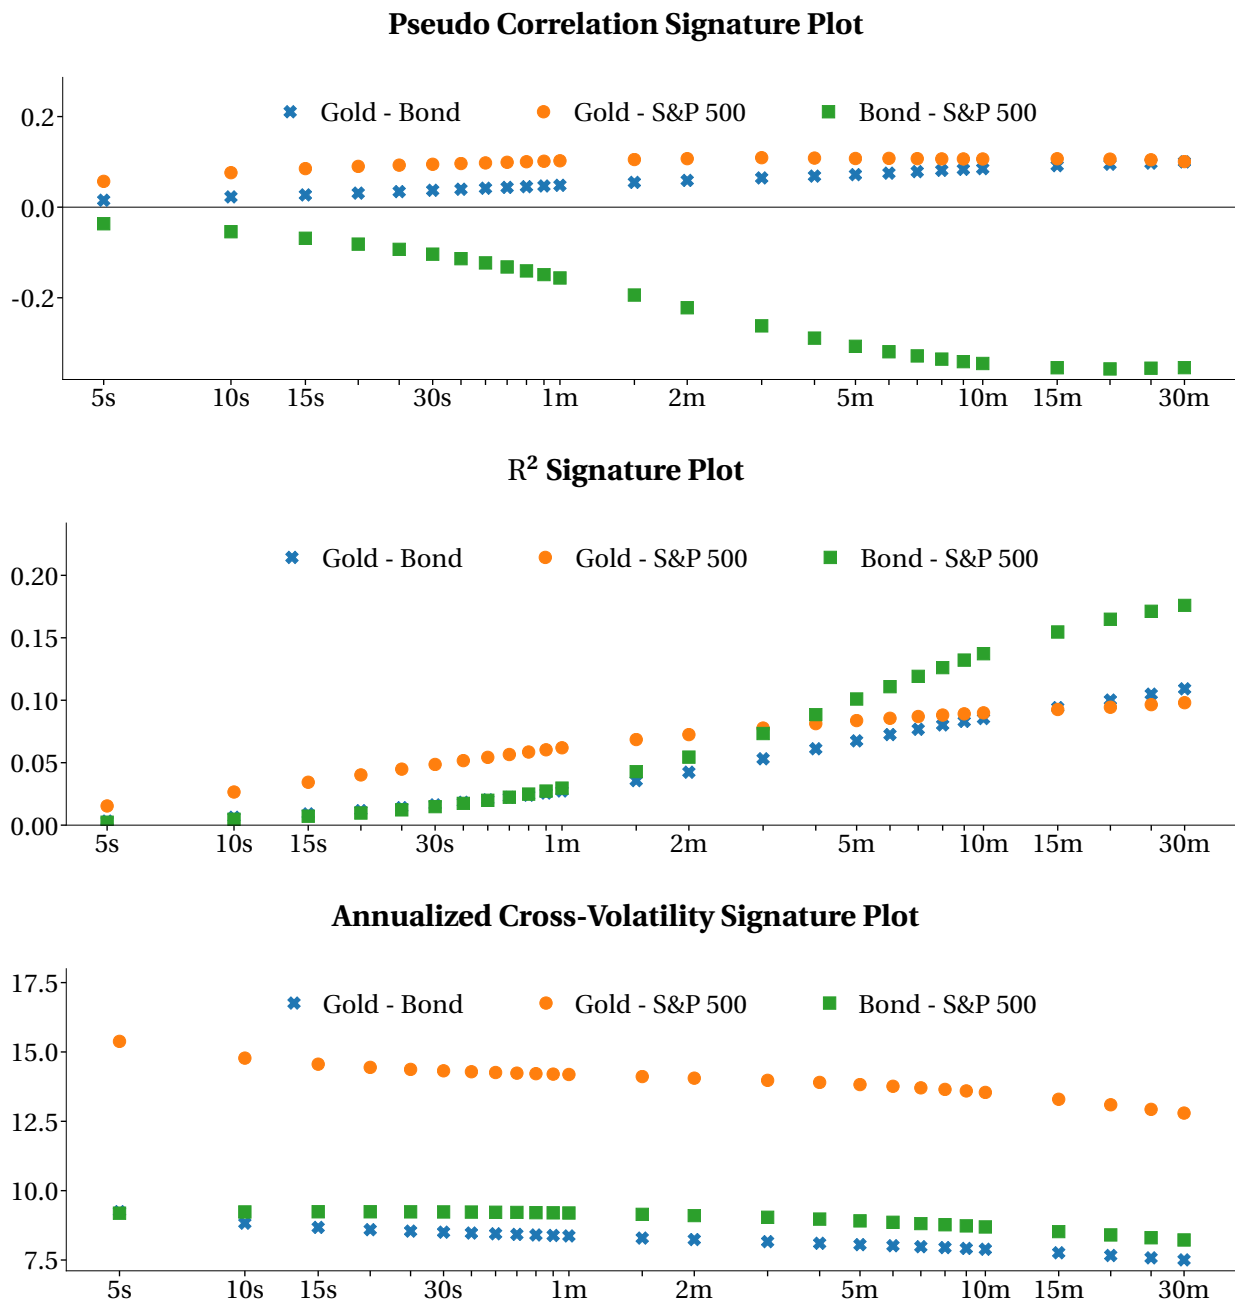 Pseudo Correlation Signature Plot
Gold - Bond Gold - S&P 500 Bond - S&P 500
0.2
0.0
-0.2
5s 10s 15s 30s 1m 2m 5m 10m 15m 30m
R² Signature Plot
Gold - Bond Gold - S&P 500 Bond - S&P 500
0.20
0.15
0.10
0.05
0.00
5s 10s 15s 30s 1m 2m 5m 10m 15m 30m
Annualized Cross-Volatility Signature Plot
17.5
Gold - Bond Gold - S&P 500 Bond - S&P 500
15.0
12.5
10.0
7.5
5s 10s 15s 30s 1m 2m 5m 10m 15m 30m